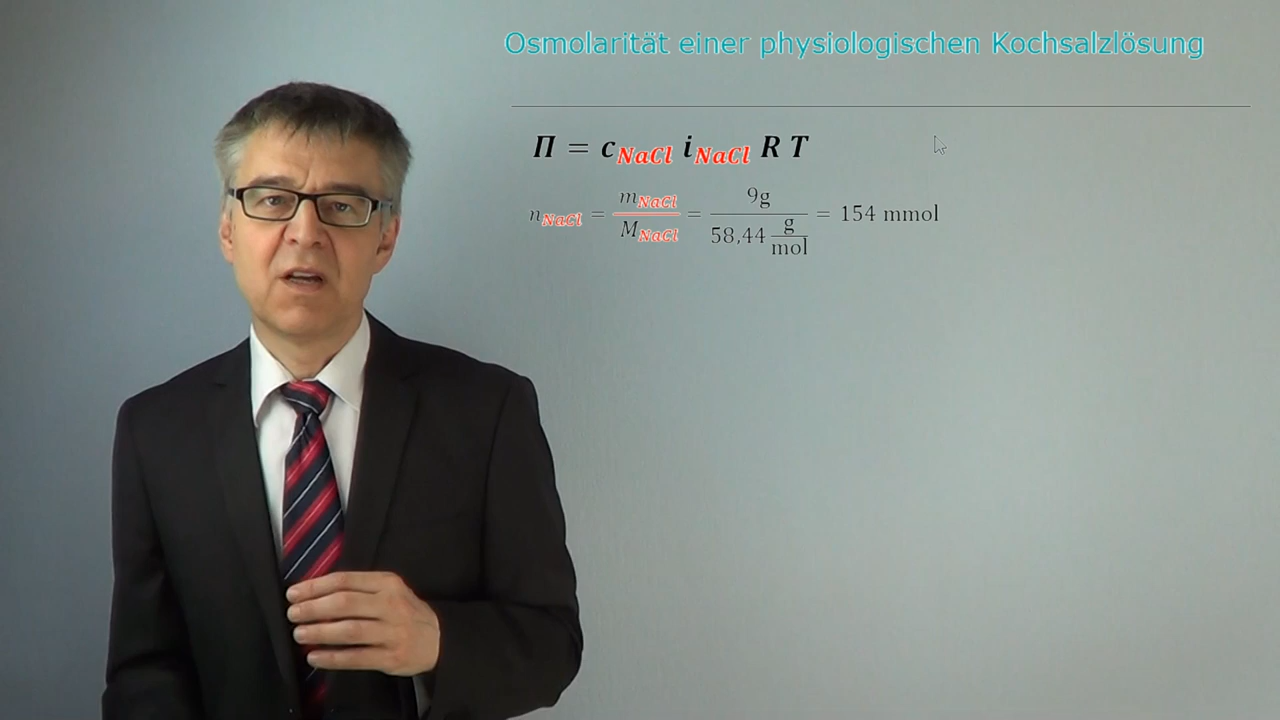 Osmolarität einer physiologischen Kochsalzlösung
Π = c_NaCl i_NaCl R T
n_NaCl = m_NaCl / M_NaCl = 9g / 58,44 g/mol = 154 mmol